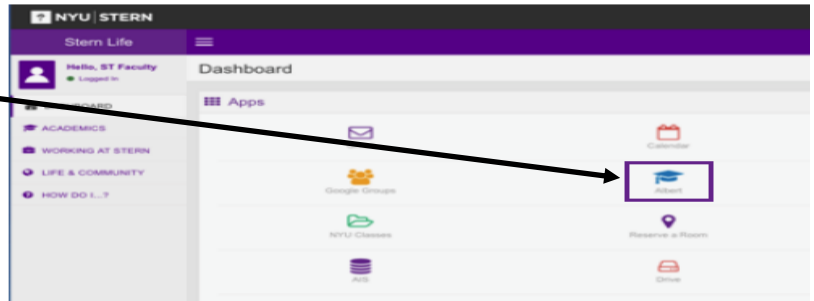 NYU STERN
Stern Life
Hello, ST Faculty
Logged in
Dashboard
Apps
ACADEMICS
WORKING AT STERN
LIFE & COMMUNITY
HOW DO I...?
Calendar
Google Groups
Albert
NYU Classes
Reserve a Room
AIS
Drive